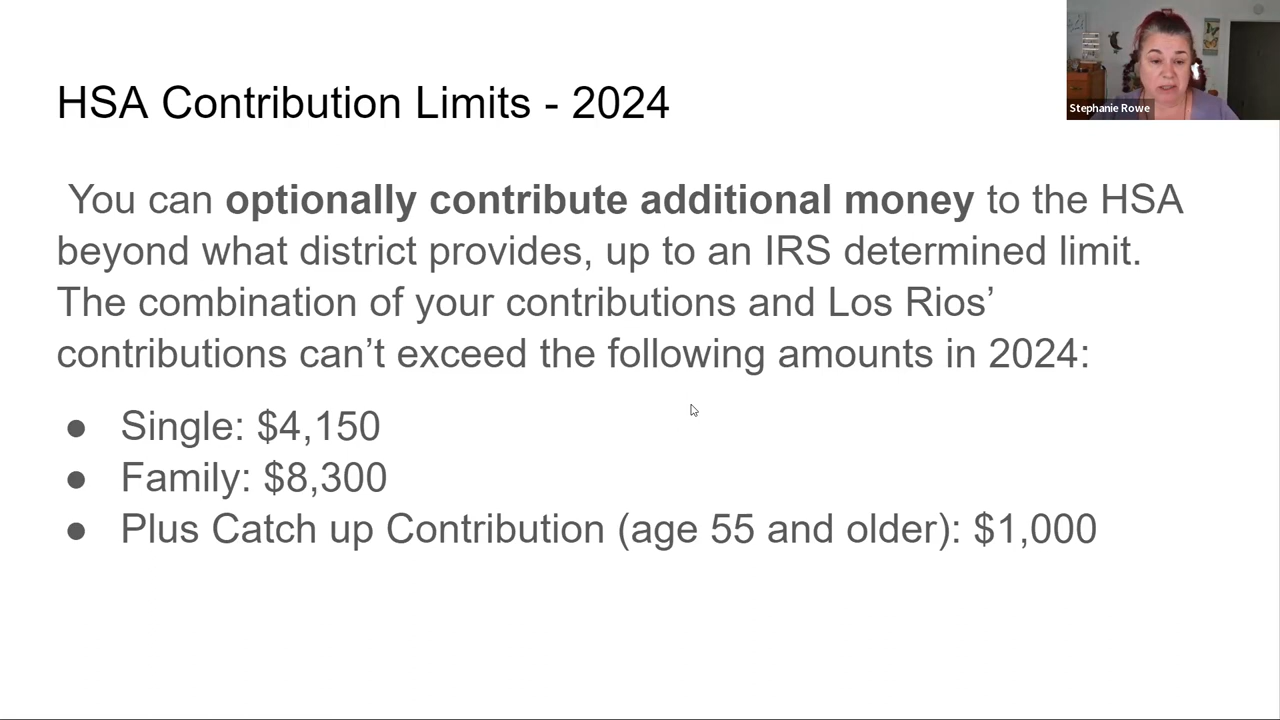 HSA Contribution Limits - 2024
Stephanie Rowe
You can optionally contribute additional money to the HSA
beyond what district provides, up to an IRS determined limit.
The combination of your contributions and Los Rios’
contributions can’t exceed the following amounts in 2024:
● Single: $4,150
● Family: $8,300
● Plus Catch up Contribution (age 55 and older): $1,000